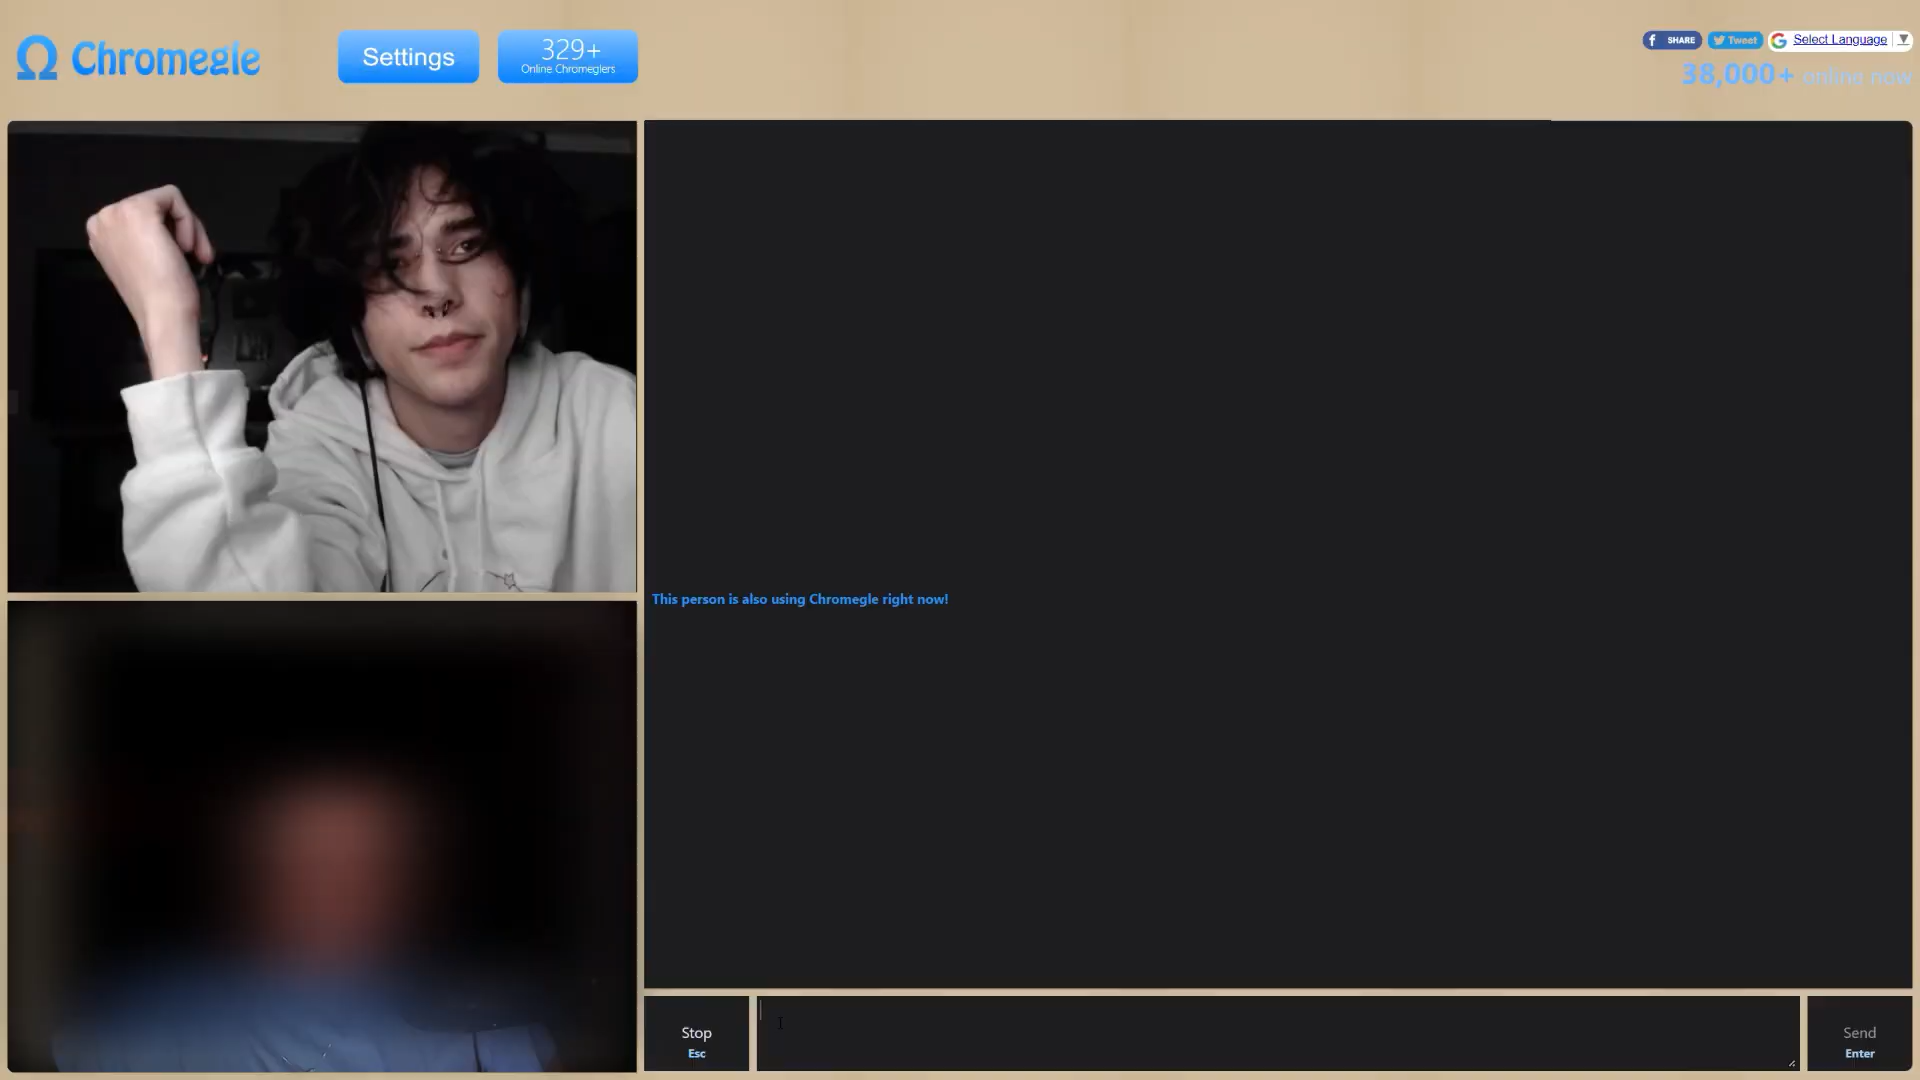 Ω Chromegle
Settings
329+
Online Chromeglers
f SHARE
Tweet
G Select Language ▼
38,000+ online now
This person is also using Chromegle right now!
Stop
Esc
Send
Enter